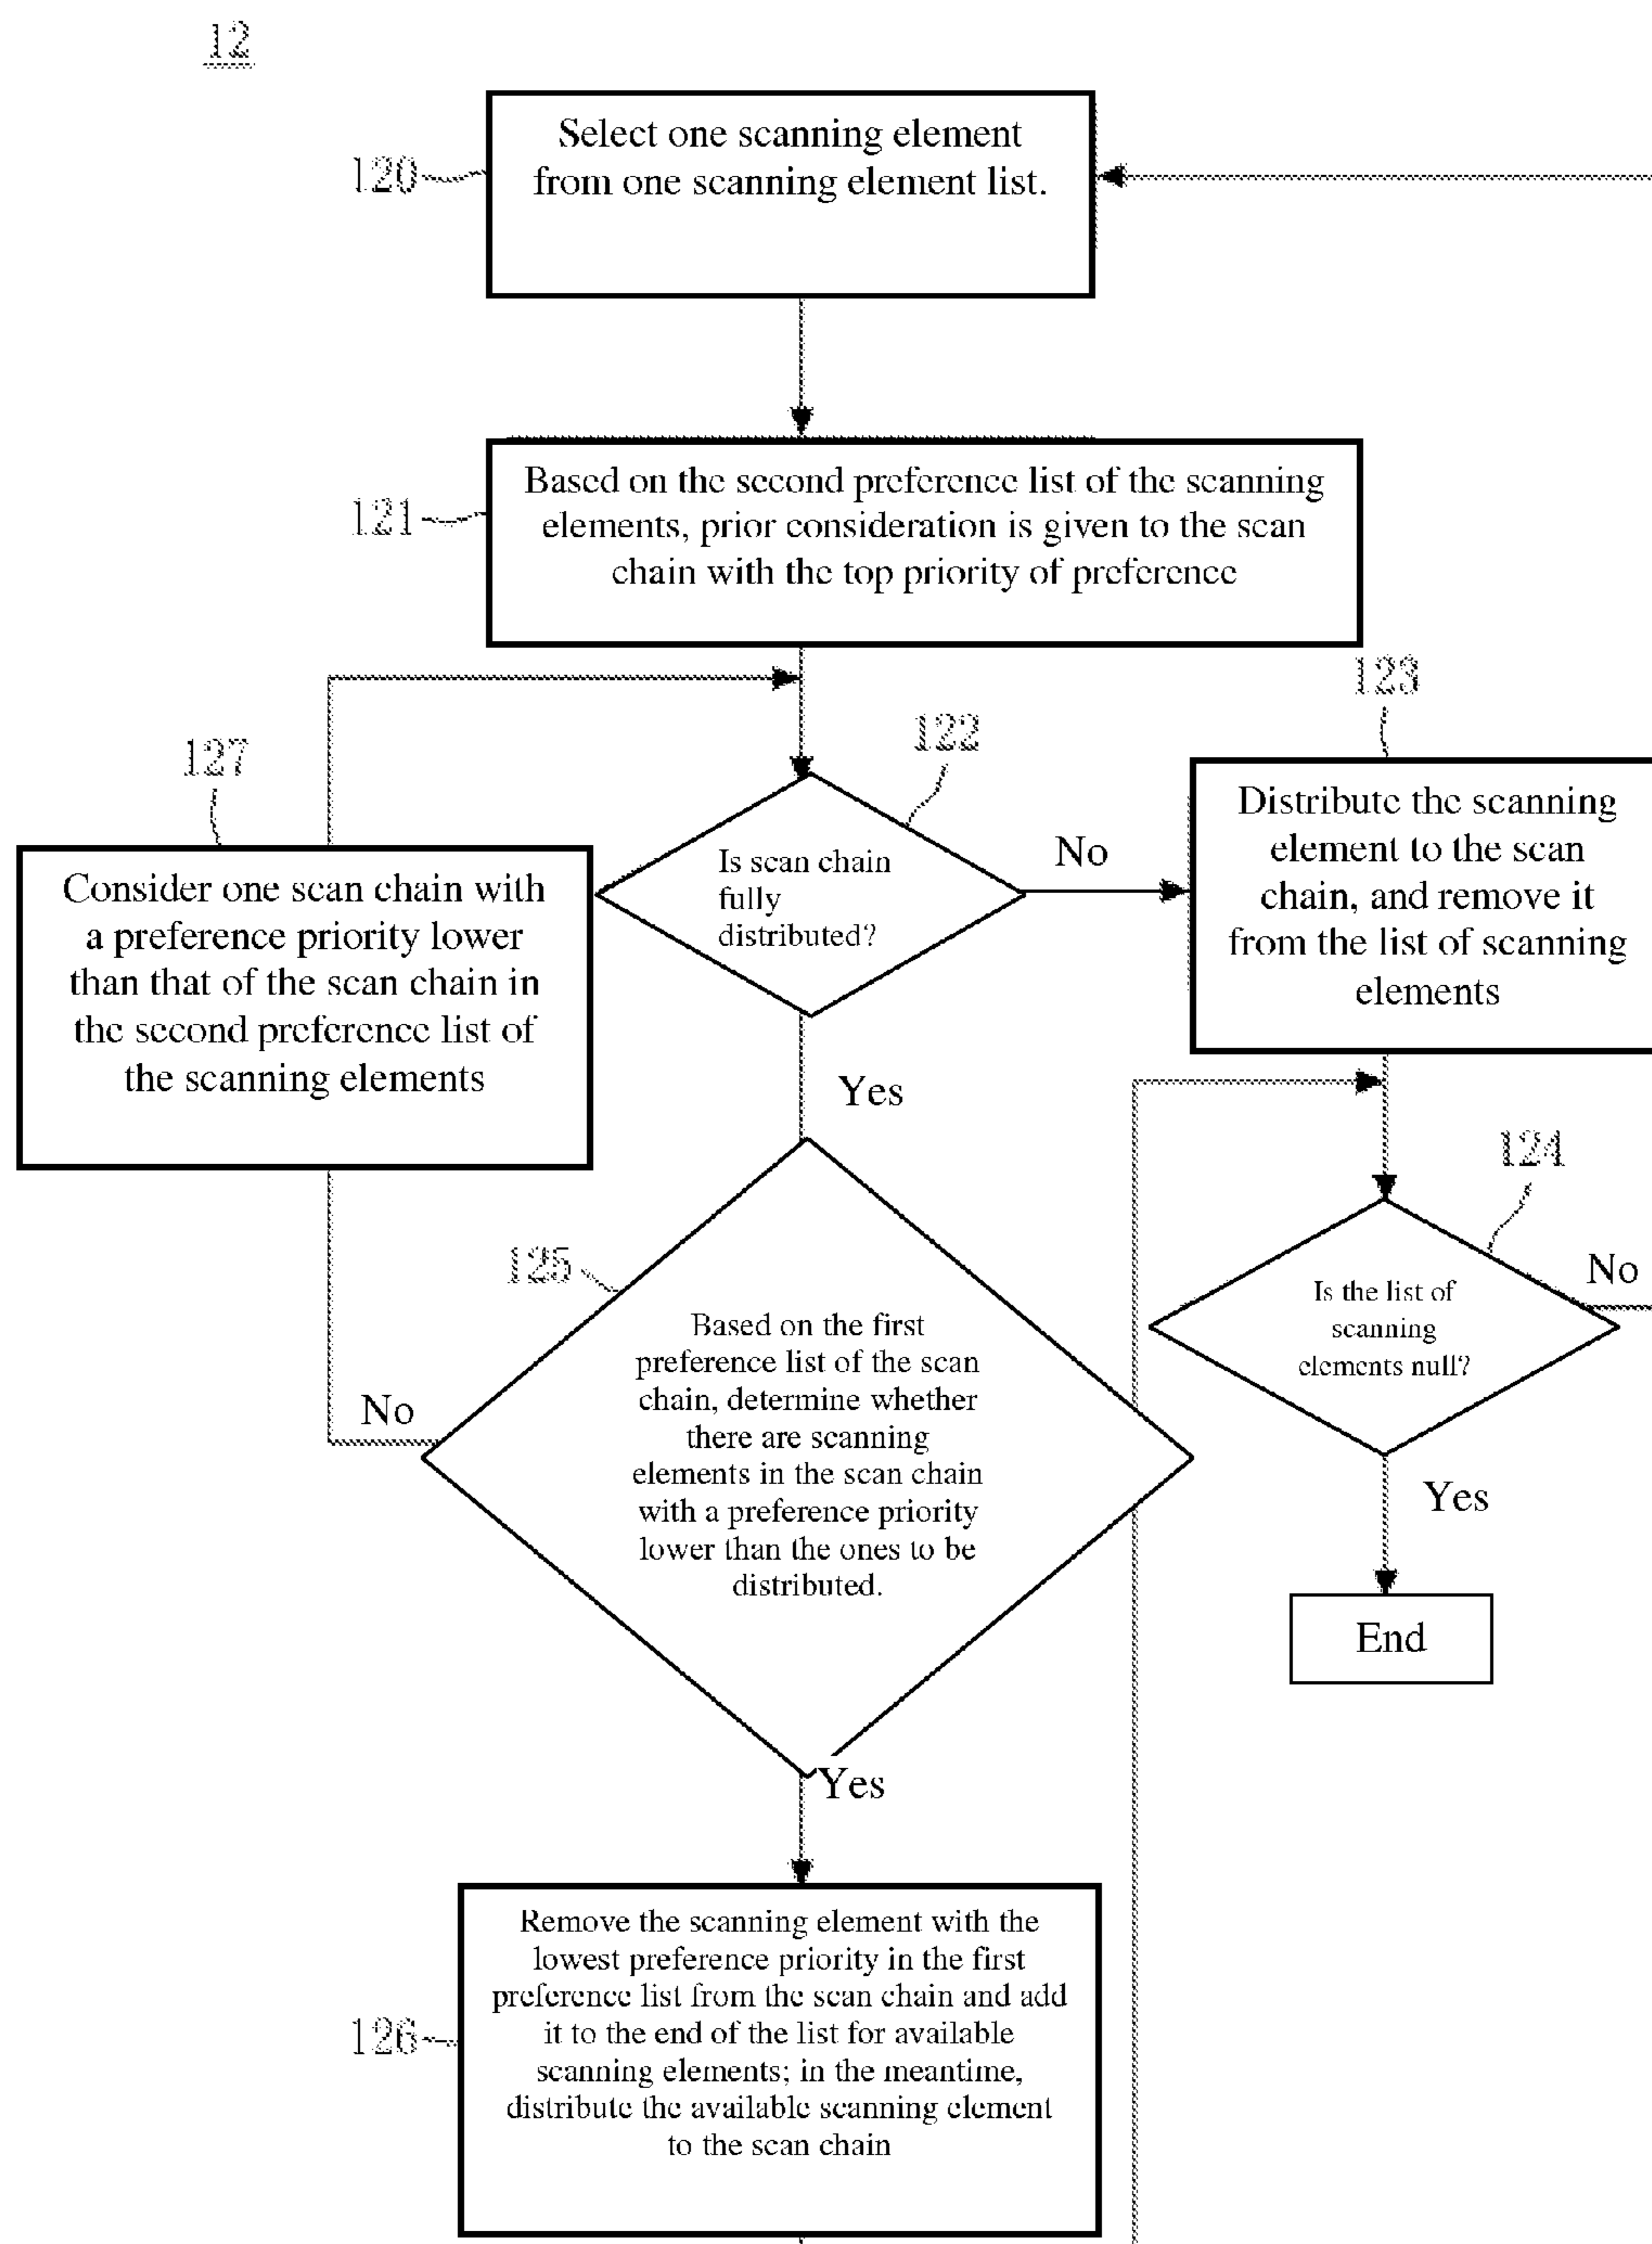 12
120
Select one scanning element
from one scanning element list.
121
Based on the second preference list of the scanning
elements, prior consideration is given to the scan
chain with the top priority of preference
127
Consider one scan chain with
a preference priority lower
than that of the scan chain in
the second preference list of
the scanning elements
122
Is scan chain
fully
distributed?
No
Yes
123
Distribute the scanning
element to the scan
chain, and remove it
from the list of scanning
elements
124
Is the list of
scanning
elements null?
No
Yes
End
125
Based on the first
preference list of the scan
chain, determine whether
there are scanning
elements in the scan chain
with a preference priority
lower than the ones to be
distributed.
No
Yes
126
Remove the scanning element with the
lowest preference priority in the first
preference list from the scan chain and add
it to the end of the list for available
scanning elements; in the meantime,
distribute the available scanning element
to the scan chain